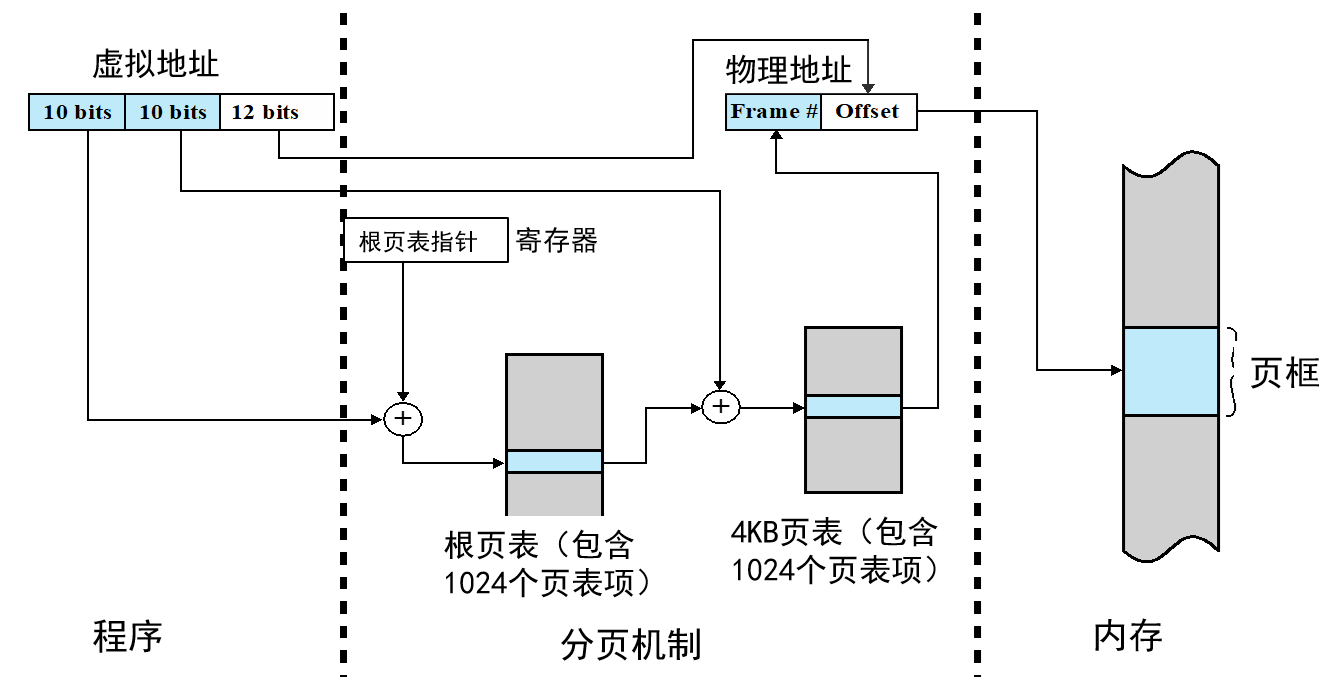 虚拟地址
10 bits 10 bits 12 bits
物理地址
Frame # Offset
根页表指针 寄存器
+
+
页框
根页表（包含
1024个页表项）
4KB页表（包含
1024个页表项）
程序
分页机制
内存